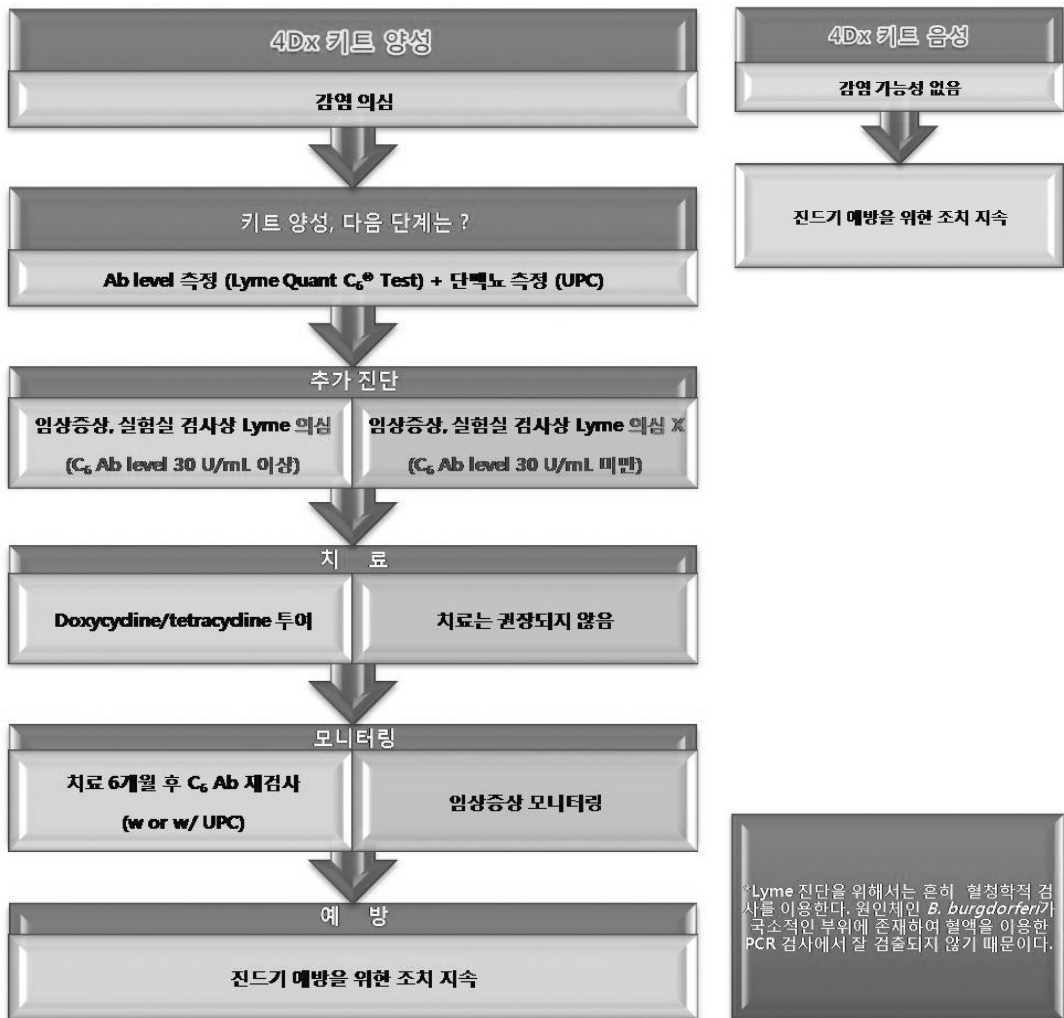 4Dx 키트 양성
감염 의심
키트 양성, 다음 단계는 ?
Ab level 측정 (Lyme Quant C₆® Test) + 단백뇨 측정 (UPC)
추가 진단
임상증상, 실험실 검사상 Lyme 의심
(C₆ Ab level 30 U/mL 이상)
임상증상, 실험실 검사상 Lyme 의심 X
(C₆ Ab level 30 U/mL 미만)
치 료
Doxycycline/tetracycline 투여
치료는 권장되지 않음
모니터링
치료 6개월 후 C₆ Ab 재검사
(w or w/ UPC)
임상증상 모니터링
예 방
진드기 예방을 위한 조치 지속
4Dx 키트 음성
감염 가능성 없음
진드기 예방을 위한 조치 지속
*Lyme 진단을 위해서는 흔히 혈청학적 검
사를 이용한다. 원인체인 B. burgdorferi가
국소적인 부위에 존재하여 혈액을 이용한
PCR 검사에서 잘 검출되지 않기 때문이다.